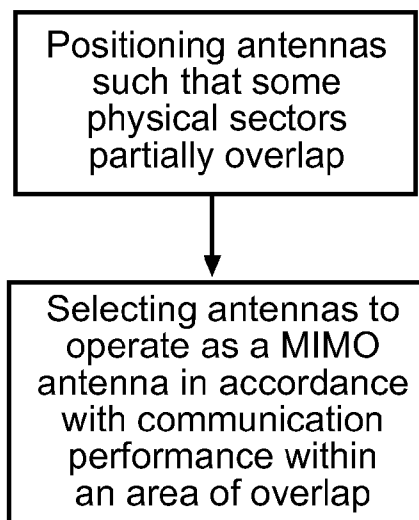 Positioning antennas
such that some
physical sectors
partially overlap
Selecting antennas to
operate as a MIMO
antenna in accordance
with communication
performance within
an area of overlap